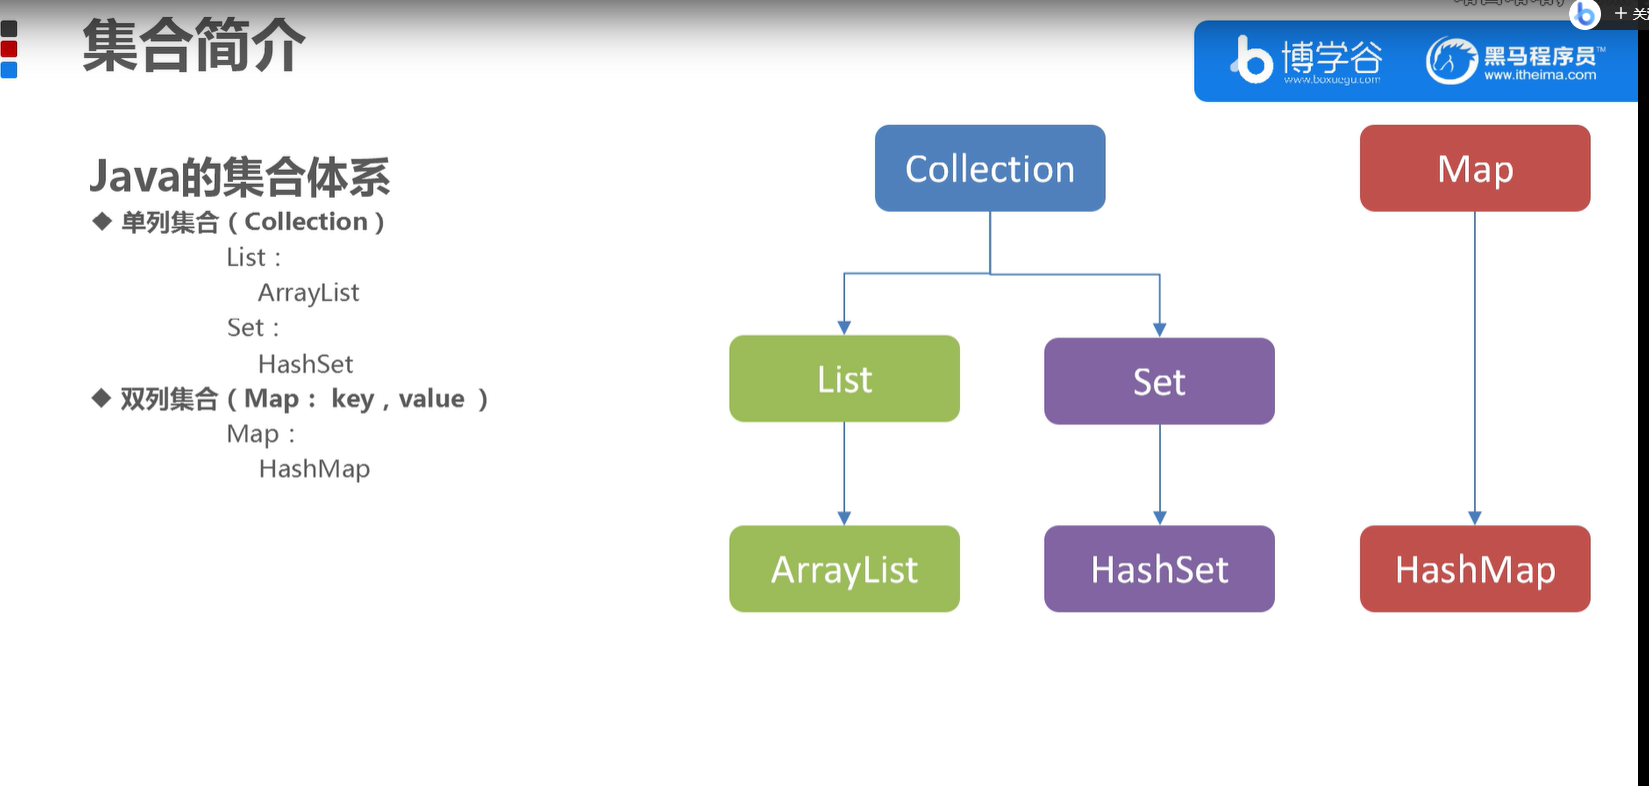 集合简介
+ 关
博学谷
www.boxuegu.com
黑马程序员™
www.itheima.com
Java的集合体系
◆ 单列集合（Collection）
List：
ArrayList
Set：
HashSet
◆ 双列集合（Map： key，value ）
Map：
HashMap
Collection
Map
List
Set
ArrayList
HashSet
HashMap